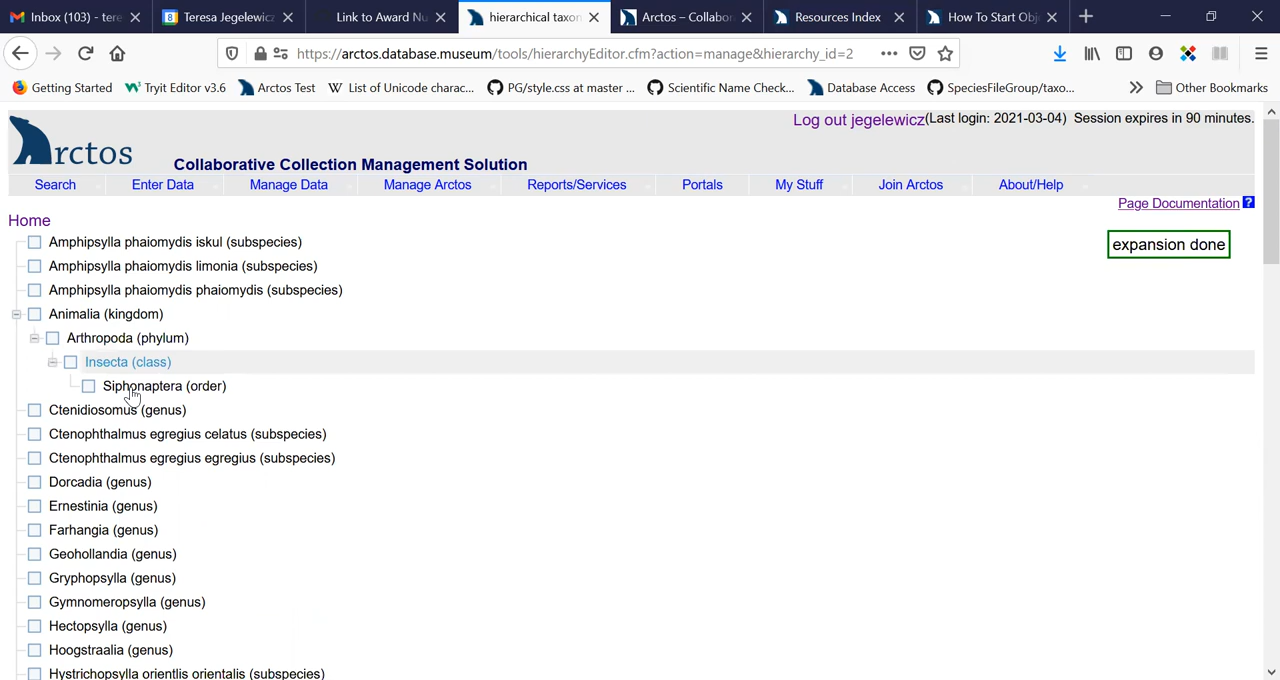 Inbox (103) - tere
Teresa Jegelewicz
Link to Award Nu
hierarchical taxon
Arctos – Collabor
Resources Index
How To Start Obj
https://arctos.database.museum/tools/hierarchyEditor.cfm?action=manage&hierarchy_id=2
Getting Started
Tryit Editor v3.6
Arctos Test
List of Unicode charac...
PG/style.css at master ...
Scientific Name Check...
Database Access
SpeciesFileGroup/taxo...
Other Bookmarks
Log out jegelewicz(Last login: 2021-03-04) Session expires in 90 minutes.
Arctos
Collaborative Collection Management Solution
Search
Enter Data
Manage Data
Manage Arctos
Reports/Services
Portals
My Stuff
Join Arctos
About/Help
Page Documentation ?
Home
expansion done
Amphipsylla phaiomydis iskul (subspecies)
Amphipsylla phaiomydis limonia (subspecies)
Amphipsylla phaiomydis phaiomydis (subspecies)
Animalia (kingdom)
Arthropoda (phylum)
Insecta (class)
Siphonaptera (order)
Ctenidiosomus (genus)
Ctenophthalmus egregius celatus (subspecies)
Ctenophthalmus egregius egregius (subspecies)
Dorcadia (genus)
Ernestinia (genus)
Farhangia (genus)
Geohollandia (genus)
Gryphopsylla (genus)
Gymnomeropsylla (genus)
Hectopsylla (genus)
Hoogstraalia (genus)
Hystrichopsylla orientlis orientalis (subspecies)